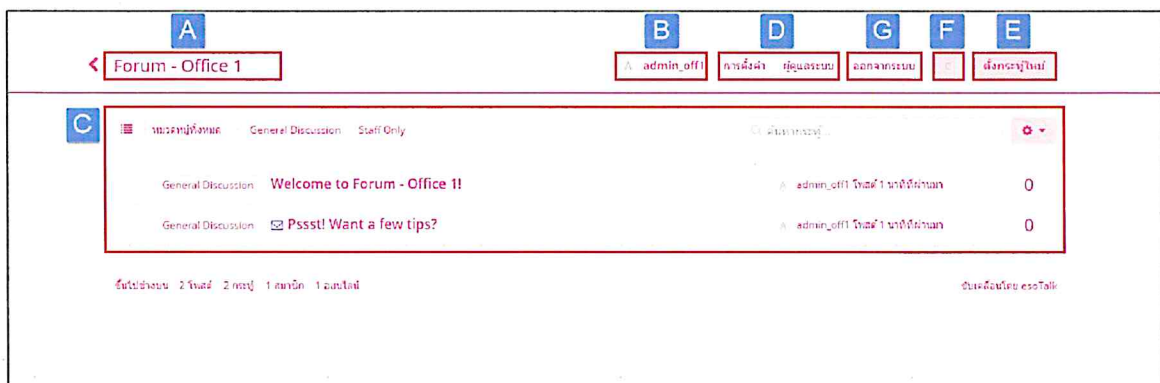 A B D G F E
Forum - Office 1 A admin_off1 การตั้งค่า ผู้ดูแลระบบ ออกจากระบบ ตั้งกระทู้ใหม่
C หมวดหมู่ทั้งหมด General Discussion Staff Only ค้นหากระทู้...
General Discussion Welcome to Forum - Office 1! A admin_off1 โพสต์ 1 นาทีที่ผ่านมา 0
General Discussion Pssst! Want a few tips? A admin_off1 โพสต์ 1 นาทีที่ผ่านมา 0
ขึ้นไปข้างบน 2 โพสต์ 2 กระทู้ 1 สมาชิก 1 ออนไลน์ ขับเคลื่อนโดย esoTalk